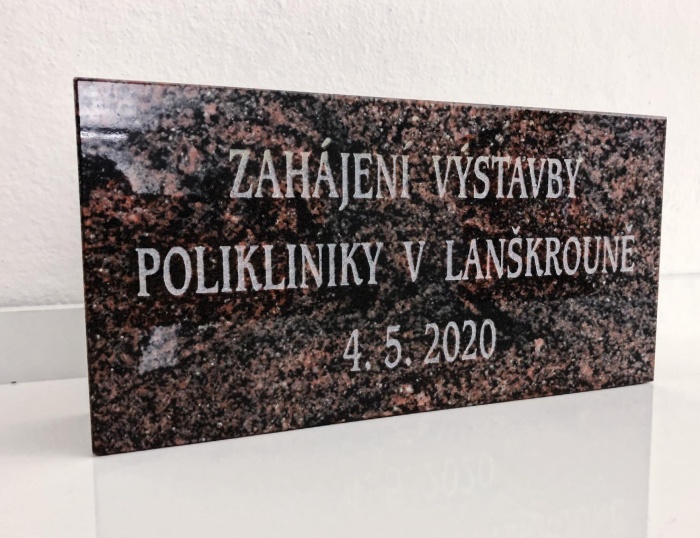 ZAHÁJENÍ VÝSTAVBY
POLIKLINIKY V LANŠKROUNĚ
4. 5. 2020